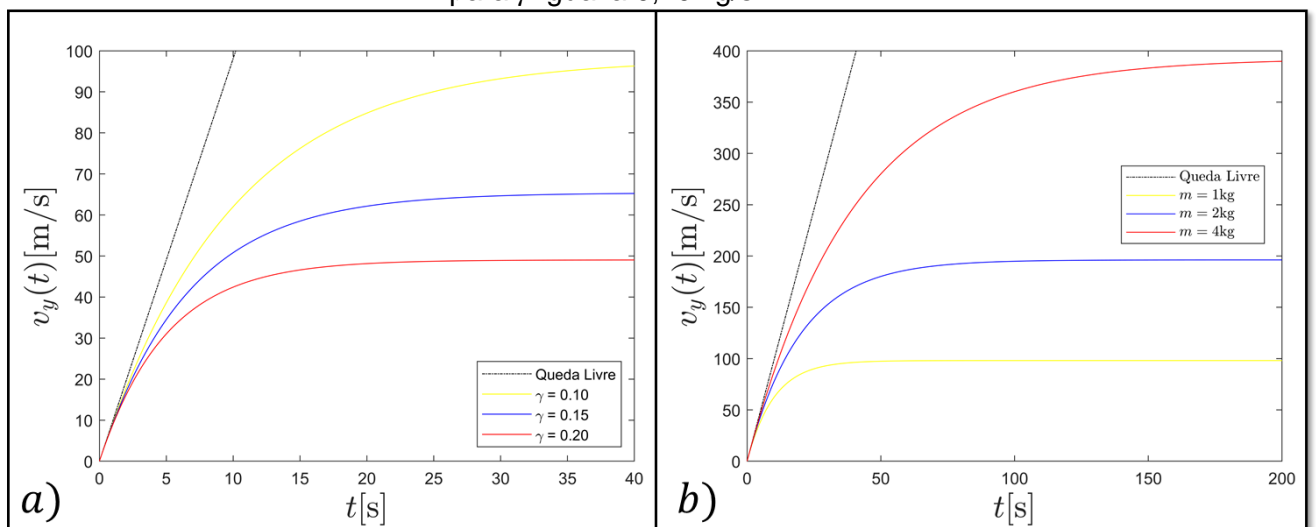 100
90
80
70
60
50
40
30
20
10
0
0 5 10 15 20 25 30 35 40
v_y(t)[m/s]
t[s]
Queda Livre
γ = 0.10
γ = 0.15
γ = 0.20
a)
400
350
300
250
200
150
100
50
0
0 50 100 150 200
v_y(t)[m/s]
t[s]
Queda Livre
m = 1kg
m = 2kg
m = 4kg
b)